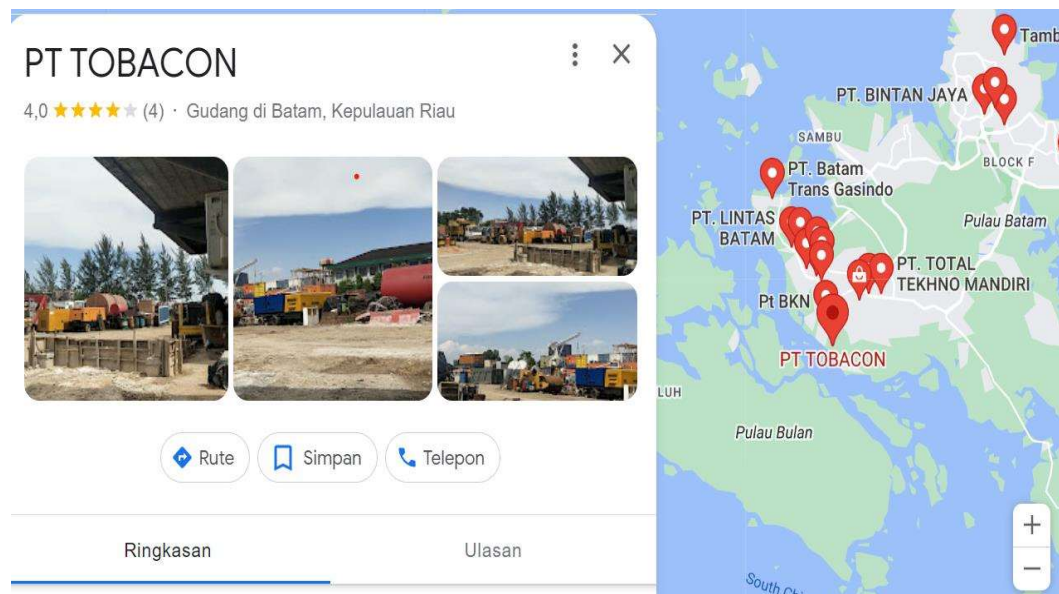 PT TOBACON
4,0 (4) · Gudang di Batam, Kepulauan Riau
Rute
Simpan
Telepon
Ringkasan
Ulasan
Tamb
PT. BINTAN JAYA
SAMBU
BLOCK F
PT. Batam
Trans Gasindo
PT. LINTAS
BATAM
Pulau Batam
PT. TOTAL
TEKHNO MANDIRI
Pt BKN
PT TOBACON
LUH
Pulau Bulan
South Ch